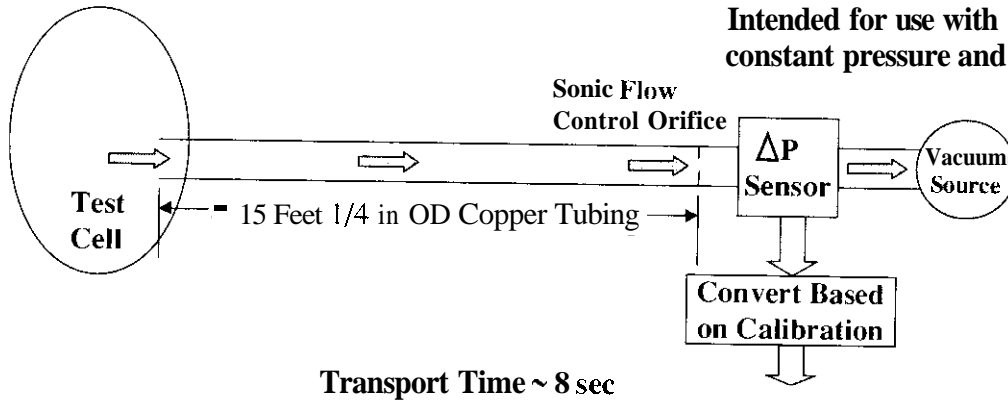 Intended for use with
constant pressure and
Sonic Flow
Control Orifice
ΔP
Sensor
Vacuum
Source
Test
Cell
- 15 Feet 1/4 in OD Copper Tubing
Convert Based
on Calibration
Transport Time ~ 8 sec